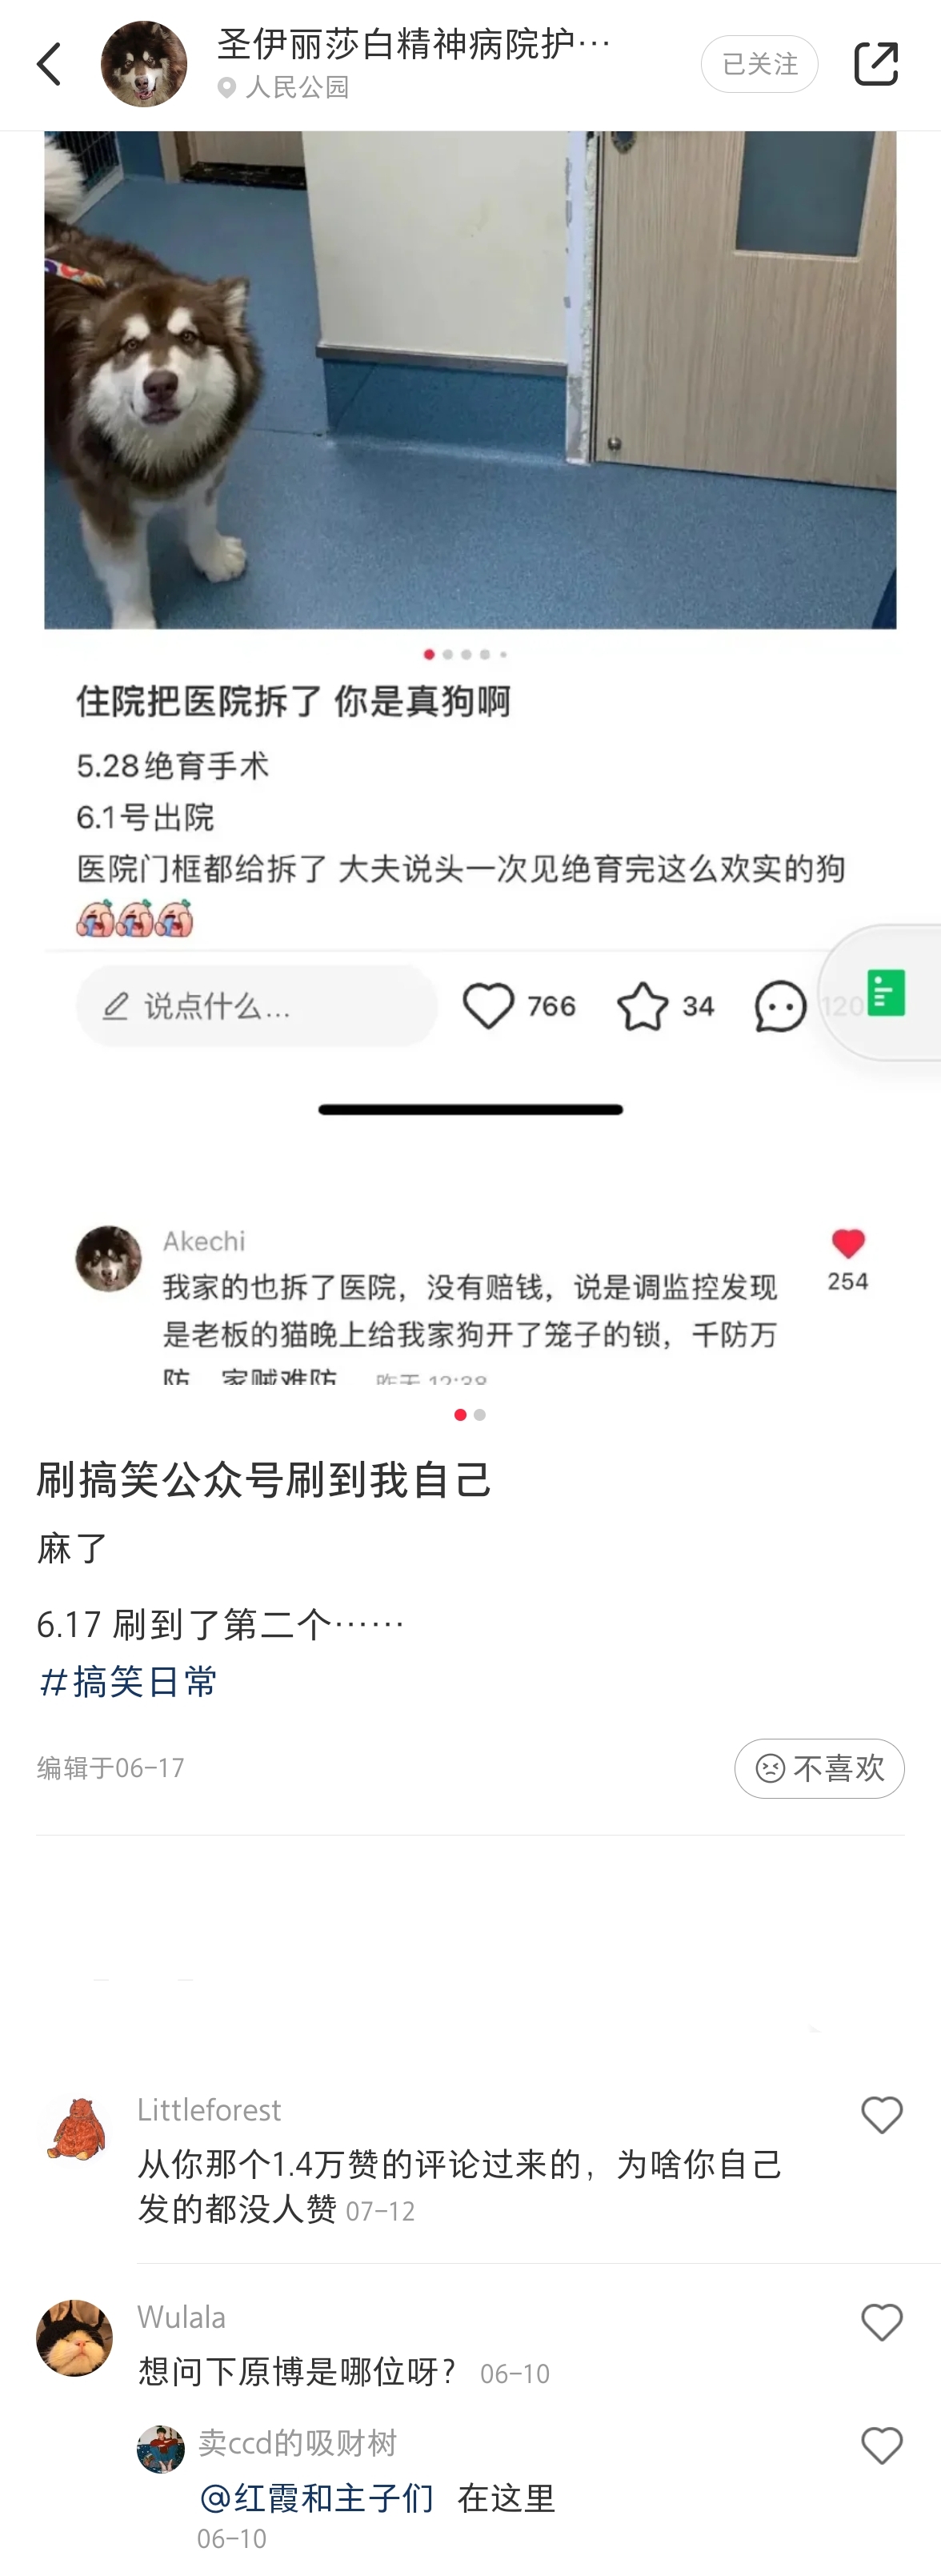 圣伊丽莎白精神病院护…
人民公园
已关注
住院把医院拆了 你是真狗啊
5.28绝育手术
6.1号出院
医院门框都给拆了 大夫说头一次见绝育完这么欢实的狗
说点什么...
766
34
120
Akechi
我家的也拆了医院，没有赔钱，说是调监控发现
254
是老板的猫晚上给我家狗开了笼子的锁，千防万
防，家贼难防 昨天 12:38
刷搞笑公众号刷到我自己
麻了
6.17 刷到了第二个……
#搞笑日常
编辑于06-17
不喜欢
Littleforest
从你那个1.4万赞的评论过来的，为啥你自己
发的都没人赞 07-12
Wulala
想问下原博是哪位呀？ 06-10
卖ccd的吸财树
@红霞和主子们 在这里
06-10